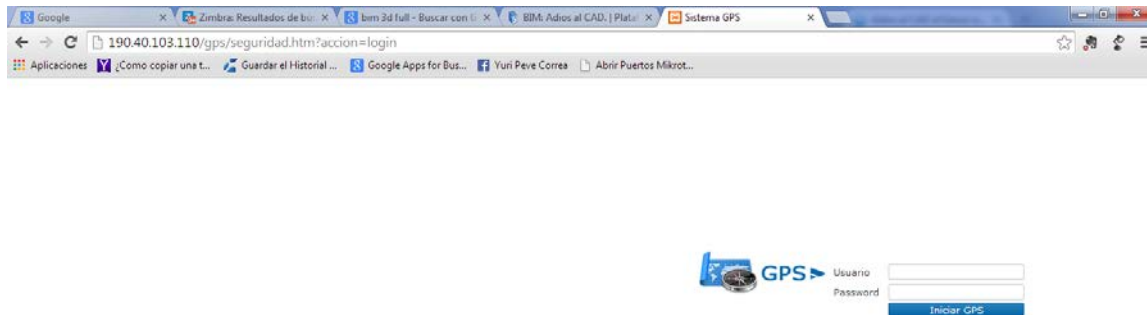 Google
Zimbra: Resultados de bú
bim 3d full - Buscar con G
BIM: Adios al CAD. | Platal
Sistema GPS
190.40.103.110/gps/seguridad.htm?accion=login
Aplicaciones
¿Como copiar una t...
Guardar el Historial ...
Google Apps for Bus...
Yuri Peve Correa
Abrir Puertos Mikrot...
GPS
Usuario
Password
Iniciar GPS